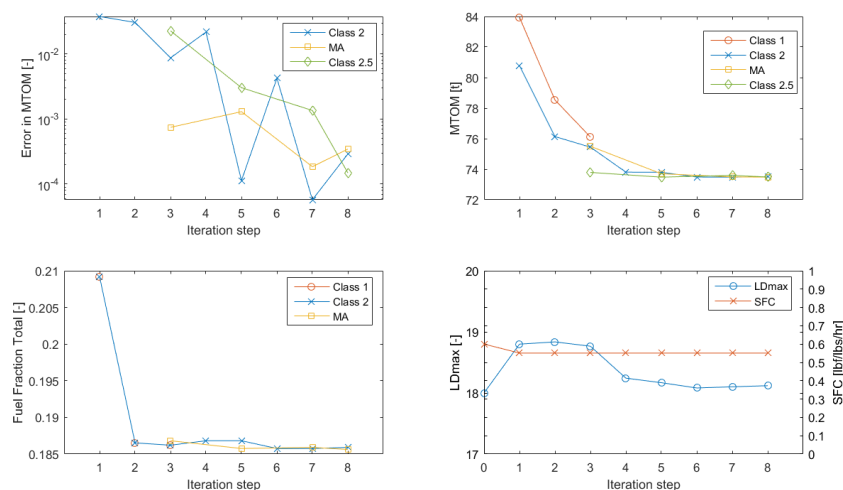 Class 2
MA
Class 2.5
10^-2
10^-3
10^-4
Error in MTOM [-]
1 2 3 4 5 6 7 8
Iteration step
Class 1
Class 2
MA
Class 2.5
84
82
80
78
76
74
72
MTOM [t]
1 2 3 4 5 6 7 8
Iteration step
Class 1
Class 2
MA
0.21
0.205
0.2
0.195
0.19
0.185
Fuel Fraction Total [-]
1 2 3 4 5 6 7 8
Iteration step
LDmax
SFC
20
19
18
17
LDmax [-]
1
0.9
0.8
0.7
0.6
0.5
0.4
0.3
0.2
0.1
0
SFC [lbf/lbs/hr]
0 1 2 3 4 5 6 7 8
Iteration step